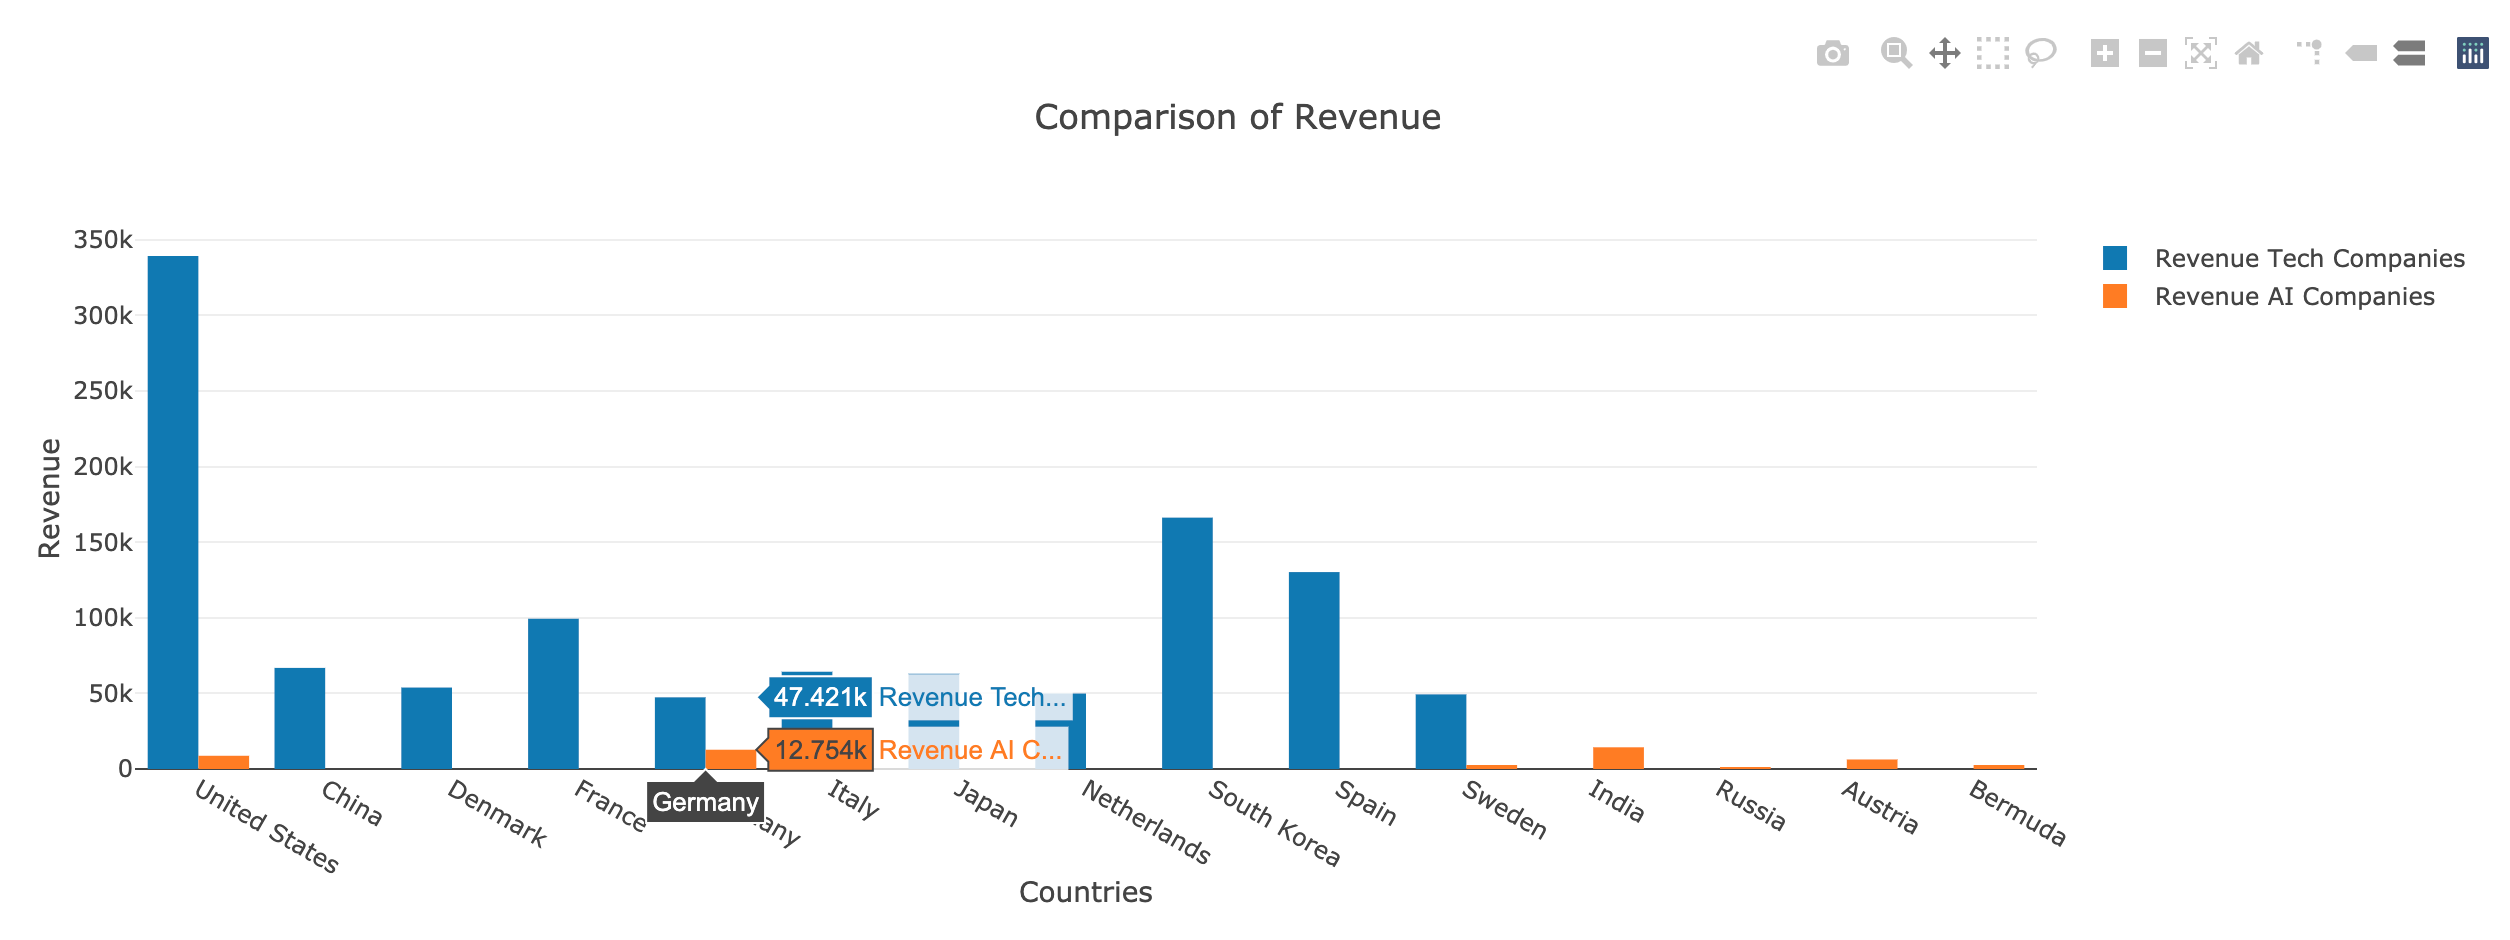 Comparison of Revenue
350k
300k
250k
200k
150k
100k
50k
0
Revenue
Revenue Tech Companies
Revenue AI Companies
47.421k Revenue Tech...
12.754k Revenue AI C...
Germany
United States
China
Denmark
France
Italy
Japan
Netherlands
South Korea
Spain
Sweden
India
Russia
Austria
Bermuda
Countries